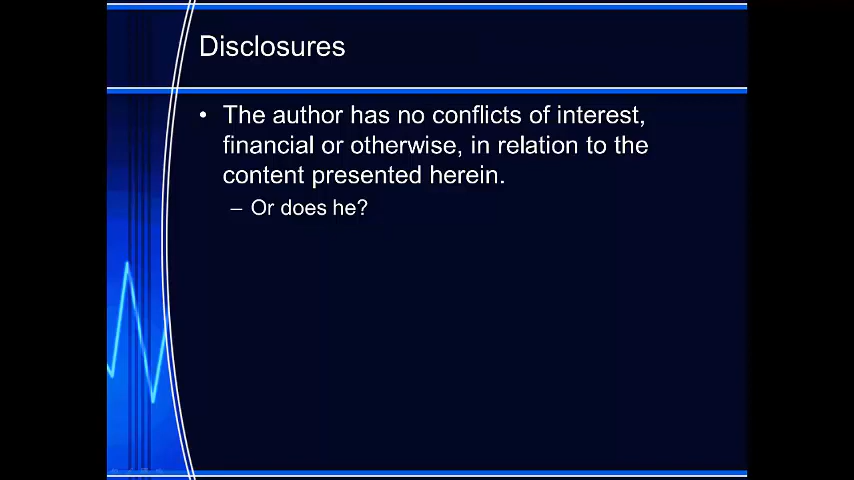 Disclosures
• The author has no conflicts of interest,
financial or otherwise, in relation to the
content presented herein.
– Or does he?